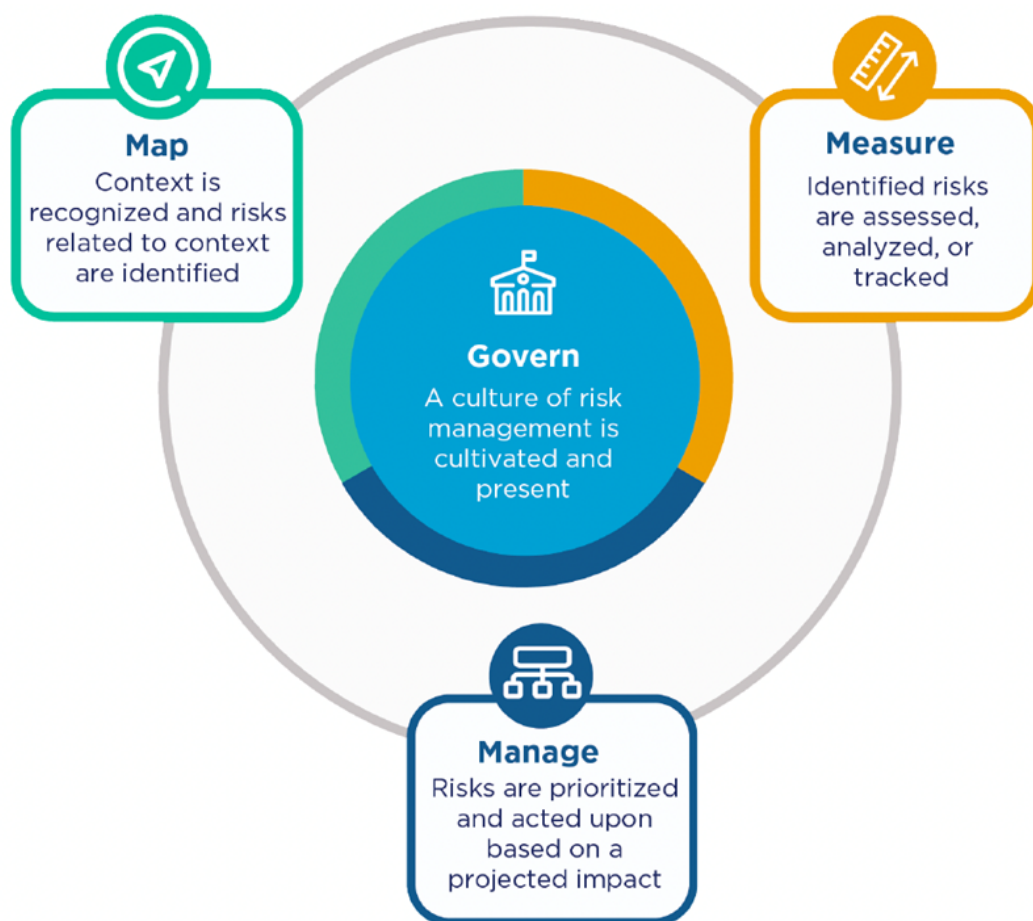 Map
Context is
recognized and risks
related to context
are identified
Measure
Identified risks
are assessed,
analyzed, or
tracked
Govern
A culture of risk
management is
cultivated and
present
Manage
Risks are prioritized
and acted upon
based on a
projected impact